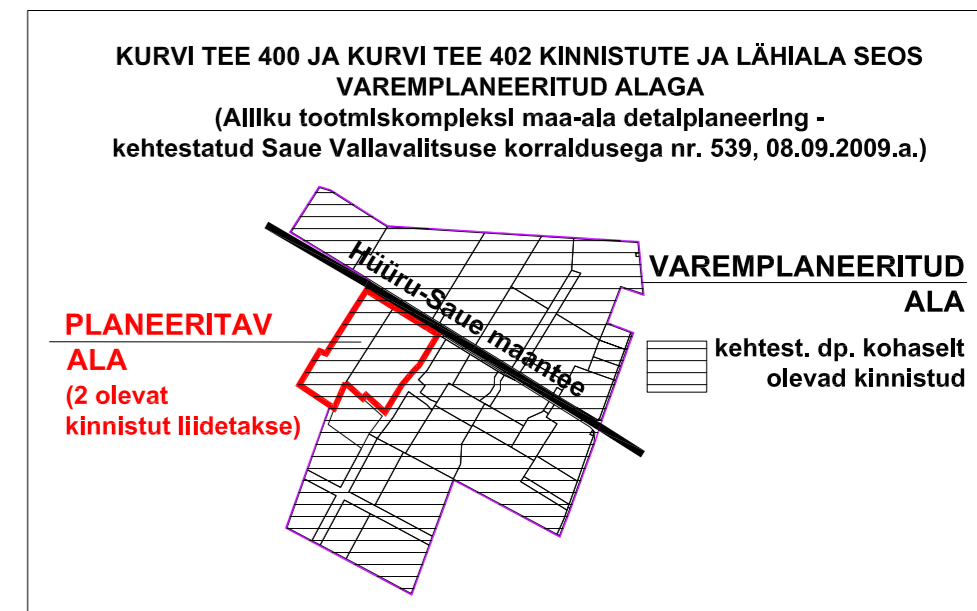 KURVI TEE 400 JA KURVI TEE 402 KINNISTUTE JA LÄHIALA SEOS
VAREMPLANEERITUD ALAGA
(Alliku tootmiskompleksi maa-ala detailplaneering -
kehtestatud Saue Vallavalitsuse korraldusega nr. 539, 08.09.2009.a.)
Hüüru-Saue maantee
VAREMPLANEERITUD
ALA
kehtest. dp. kohaselt
olevad kinnistud
PLANEERITAV
ALA
(2 olevat
kinnistut liidetakse)